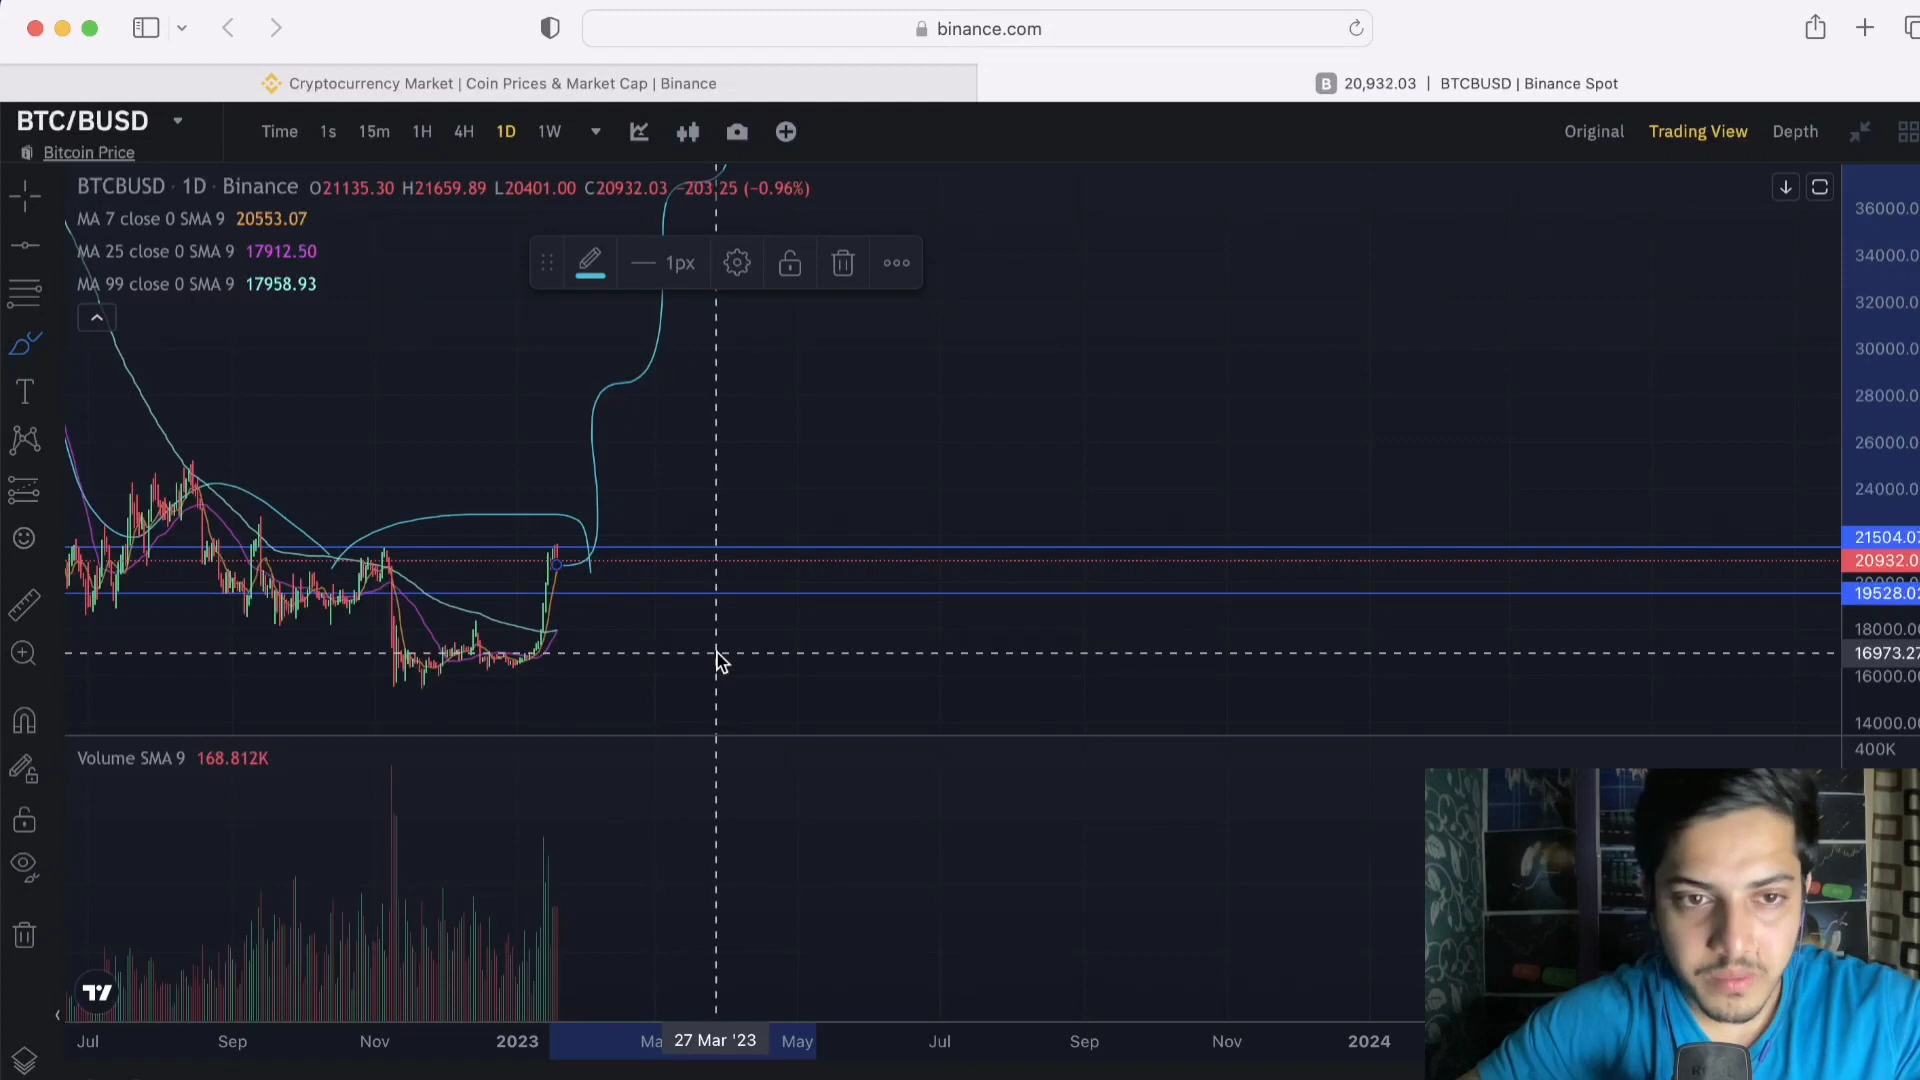 binance.com
Cryptocurrency Market | Coin Prices & Market Cap | Binance
B 20,932.03 | BTCBUSD | Binance Spot
BTC/BUSD
Bitcoin Price
Time 1s 15m 1H 4H 1D 1W
Original Trading View Depth
BTCBUSD · 1D · Binance O21135.30 H21659.89 L20401.00 C20932.03 −203.25 (−0.96%)
MA 7 close 0 SMA 9 20553.07
MA 25 close 0 SMA 9 17912.50
MA 99 close 0 SMA 9 17958.93
1px
36000.0
34000.0
32000.0
30000.0
28000.0
26000.0
24000.0
21504.07
20932.0
19528.02
18000.0
16973.27
16000.0
14000.0
Volume SMA 9 168.812K
400K
Jul Sep Nov 2023 Ma 27 Mar '23 May Jul Sep Nov 2024